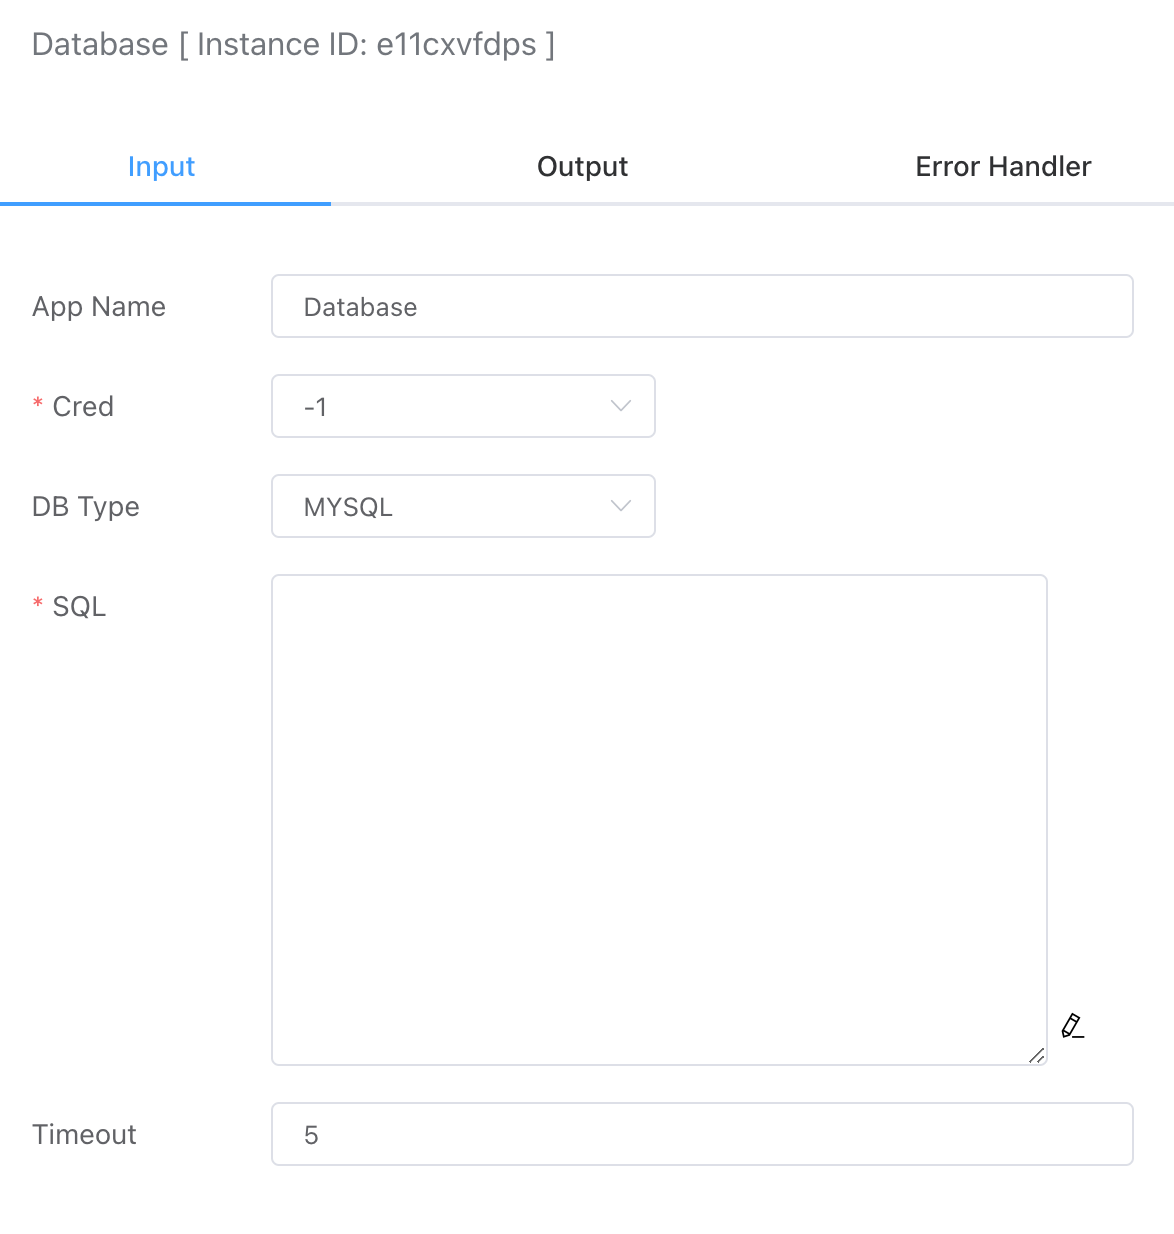 Database [ Instance ID: e11cxvfdps ]
Input Output Error Handler
App Name Database
* Cred -1
DB Type MYSQL
* SQL
Timeout 5